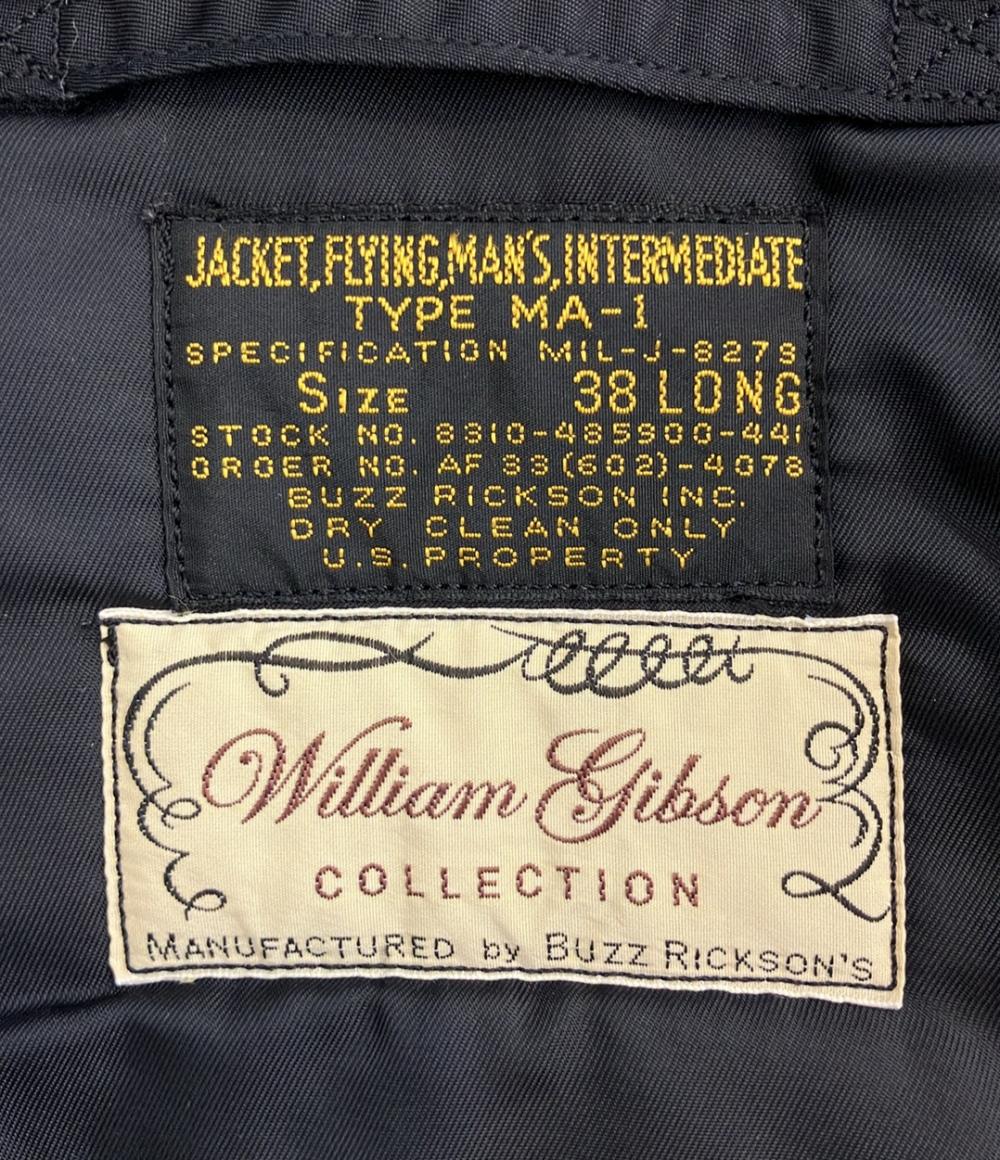 JACKET, FLYING, MAN'S, INTERMEDIATE
TYPE MA-1
SPECIFICATION MIL-J-8279
SIZE 38 LONG
STOCK NO. 8310-485900-441
ORDER NO. AF 33(602)-4078
BUZZ RICKSON INC.
DRY CLEAN ONLY
U.S. PROPERTY
William Gibson
COLLECTION
MANUFACTURED by BUZZ RICKSON'S